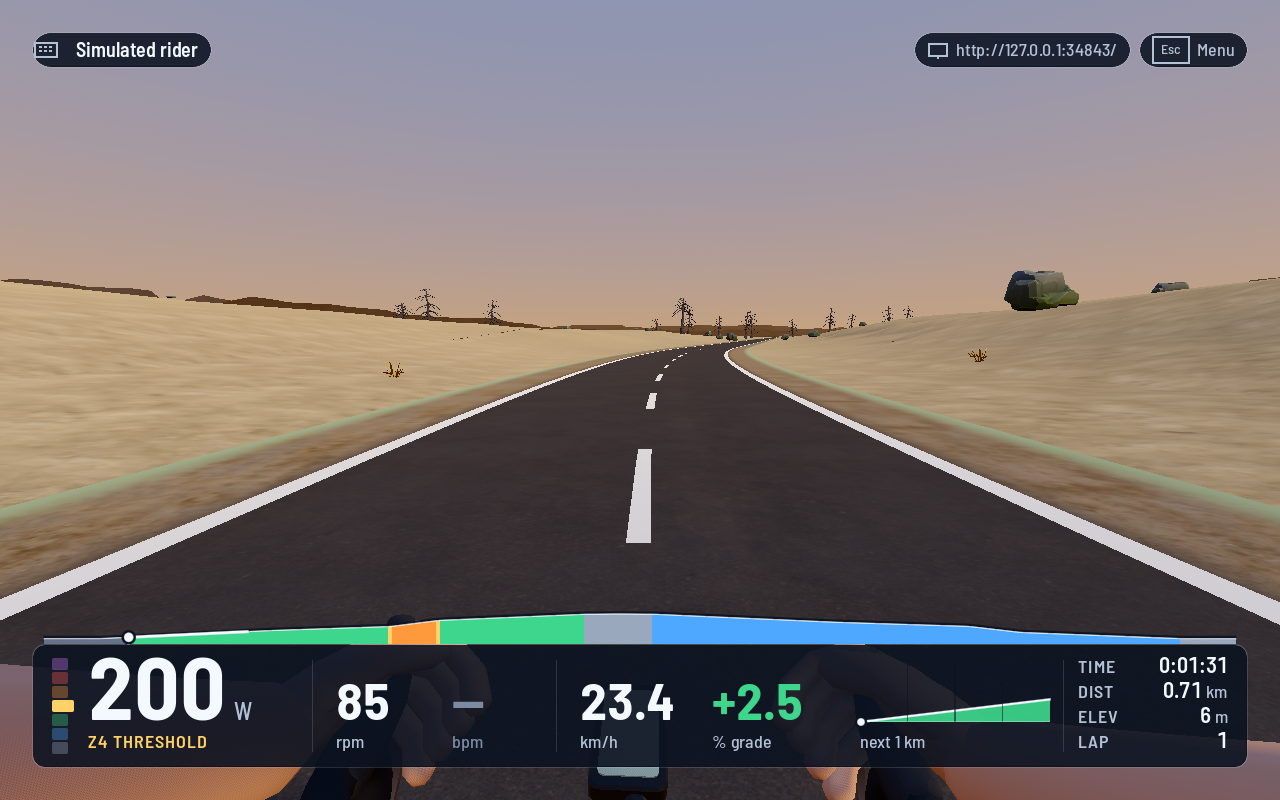 Simulated rider
http://127.0.0.1:34843/
Esc Menu
200 W
Z4 THRESHOLD
85
rpm
—
bpm
23.4
km/h
+2.5
% grade
next 1 km
TIME 0:01:31
DIST 0.71 km
ELEV 6 m
LAP 1